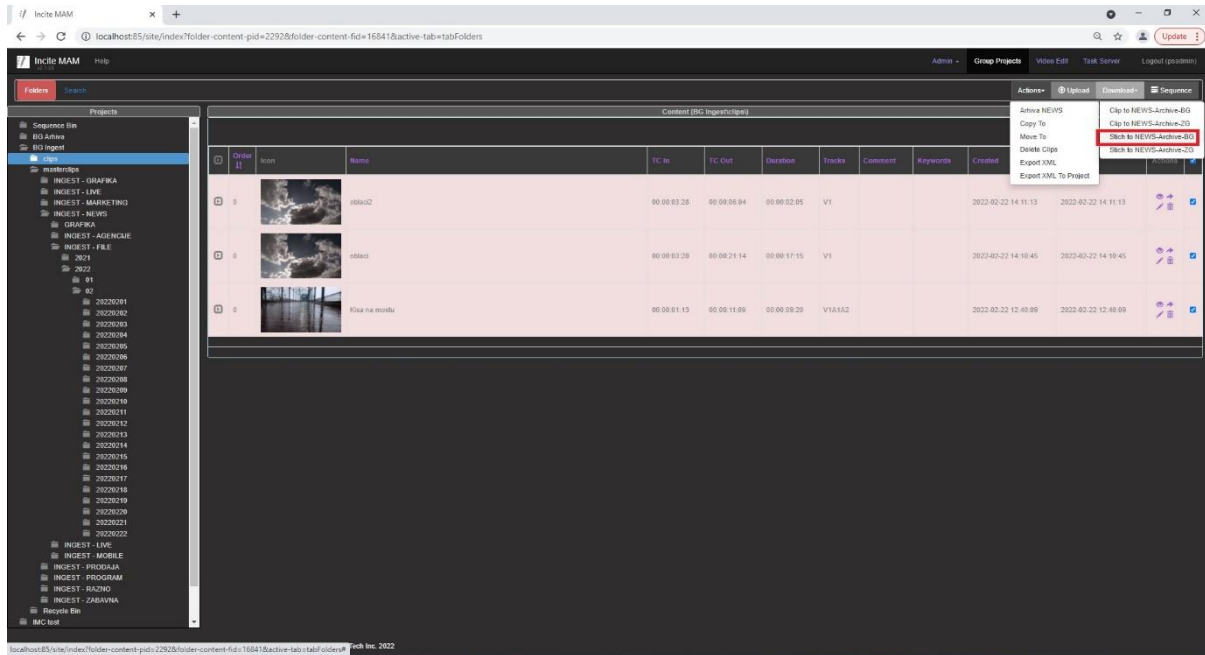 Incite MAM
localhost:85/site/index?folder-content-pid=2292&folder-content-fid=16841&active-tab=tabFolders
Update
Incite MAM Help
Admin Group Projects Video Edit Task Server Logout (psadmin)
Folders Search
Actions Upload Download Sequence
Projects
Content (BG Ingest\clips\)
Arhiva NEWS
Copy To
Move To
Delete Clips
Export XML
Export XML To Project
Clip to NEWS-Archive-BG
Clip to NEWS-Archive-ZG
Stich to NEWS-Archive-BG
Stich to NEWS-Archive-ZG
Order Icon Name TC In TC Out Duration Tracks Comment Keywords Created Actions
0 oblaci2 00:00:03:28 00:00:06:04 00:00:02:05 V1 2022-02-22 14:11:13 2022-02-22 14:11:13
0 oblaci 00:00:03:28 00:00:21:14 00:00:17:15 V1 2022-02-22 14:10:45 2022-02-22 14:10:45
0 Kisa na mostu 00:00:01:13 00:00:11:09 00:00:09:20 V1A1A2 2022-02-22 12:40:09 2022-02-22 12:40:09
Sequence Bin
BG Arhiva
BG Ingest
clips
masterclips
INGEST - GRAFIKA
INGEST - LIVE
INGEST - MARKETING
INGEST - NEWS
GRAFIKA
INGEST - AGENCIJE
INGEST - FILE
2021
2022
01
02
20220201
20220202
20220203
20220204
20220205
20220206
20220207
20220208
20220209
20220210
20220211
20220212
20220213
20220214
20220215
20220216
20220217
20220218
20220219
20220220
20220221
20220222
INGEST - LIVE
INGEST - MOBILE
INGEST - PRODAJA
INGEST - PROGRAM
INGEST - RAZNO
INGEST - ZABAVNA
Recycle Bin
IMC test
localhost:85/site/index?folder-content-pid=2292&folder-content-fid=16841&active-tab=tabFolders# Tech Inc. 2022